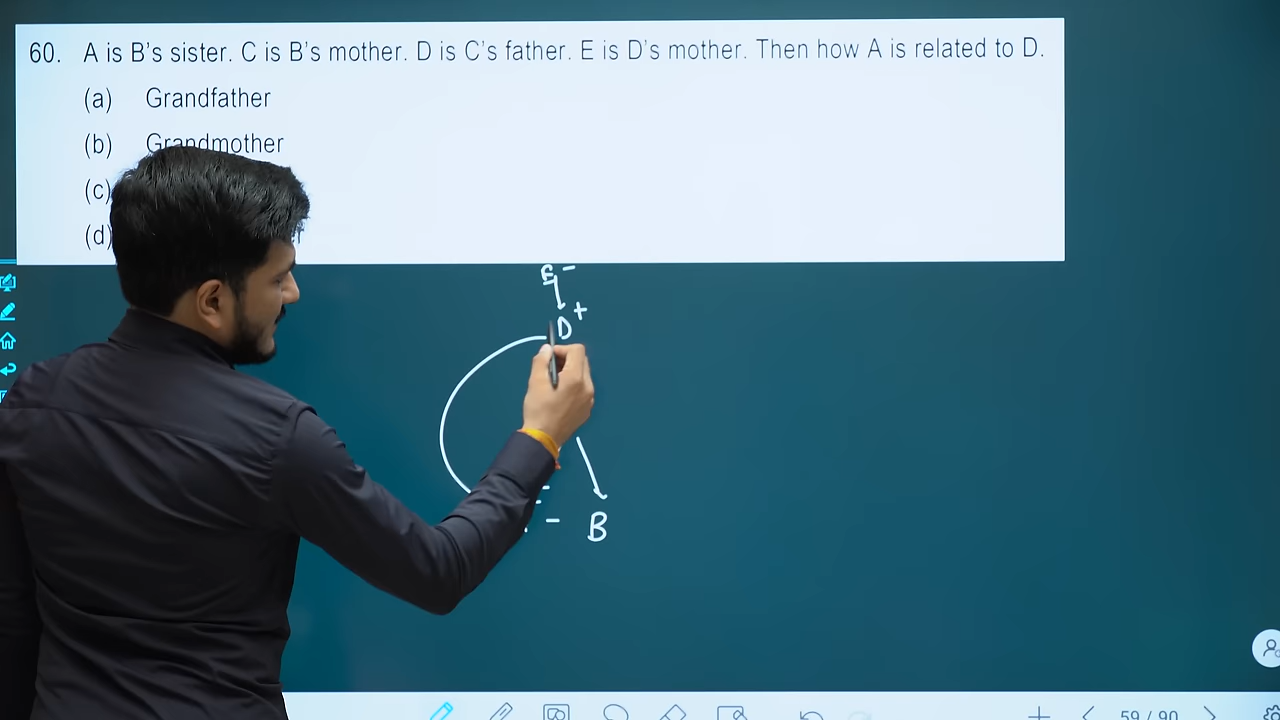 60. A is B's sister. C is B's mother. D is C's father. E is D's mother. Then how A is related to D.
(a) Grandfather
(b) Grandmother
(c)
(d)
E -
D +
- B
59 / 90